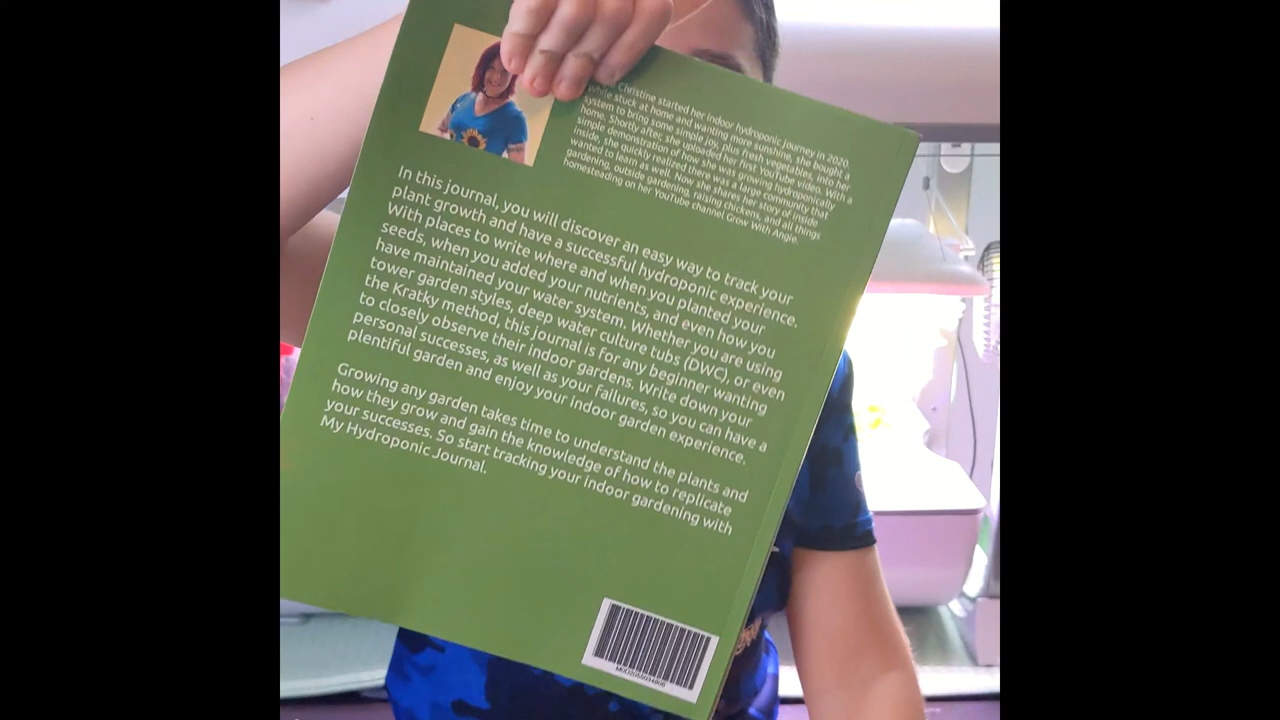 Christine started her indoor hydroponic journey in 2020,
while stuck at home and wanting more sunshine, she bought a
system to bring some simple joy, plus fresh vegetables, into her
home. Shortly after, she uploaded her first YouTube video. With a
simple demonstration of how she was growing hydroponically
inside, she quickly realized there was a large community that
wanted to learn as well. Now she shares her story of inside
gardening, outside gardening, raising chickens, and all things
homesteading on her YouTube channel Grow With Angie.
In this journal, you will discover an easy way to track your
plant growth and have a successful hydroponic experience.
With places to write where and when you planted your
seeds, when you added your nutrients, and even how you
have maintained your water system. Whether you are using
tower garden styles, deep water culture tubs (DWC), or even
the Kratky method, this journal is for any beginner wanting
to closely observe their indoor gardens. Write down your
personal successes, as well as your failures, so you can have a
plentiful garden and enjoy your indoor garden experience.
Growing any garden takes time to understand the plants and
how they grow and gain the knowledge of how to replicate
your successes. So start tracking your indoor gardening with
My Hydroponic Journal.